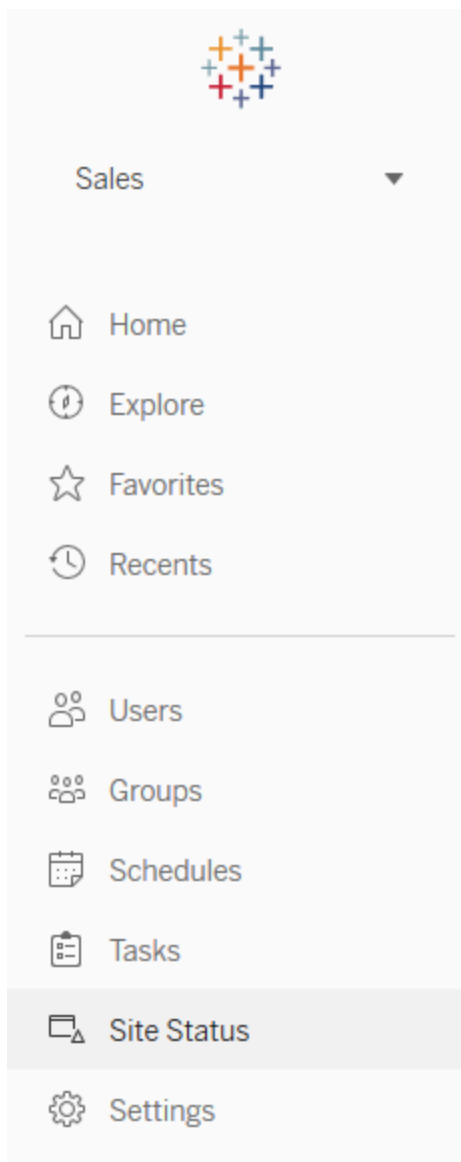 Sales
Home
Explore
Favorites
Recents
Users
Groups
Schedules
Tasks
Site Status
Settings